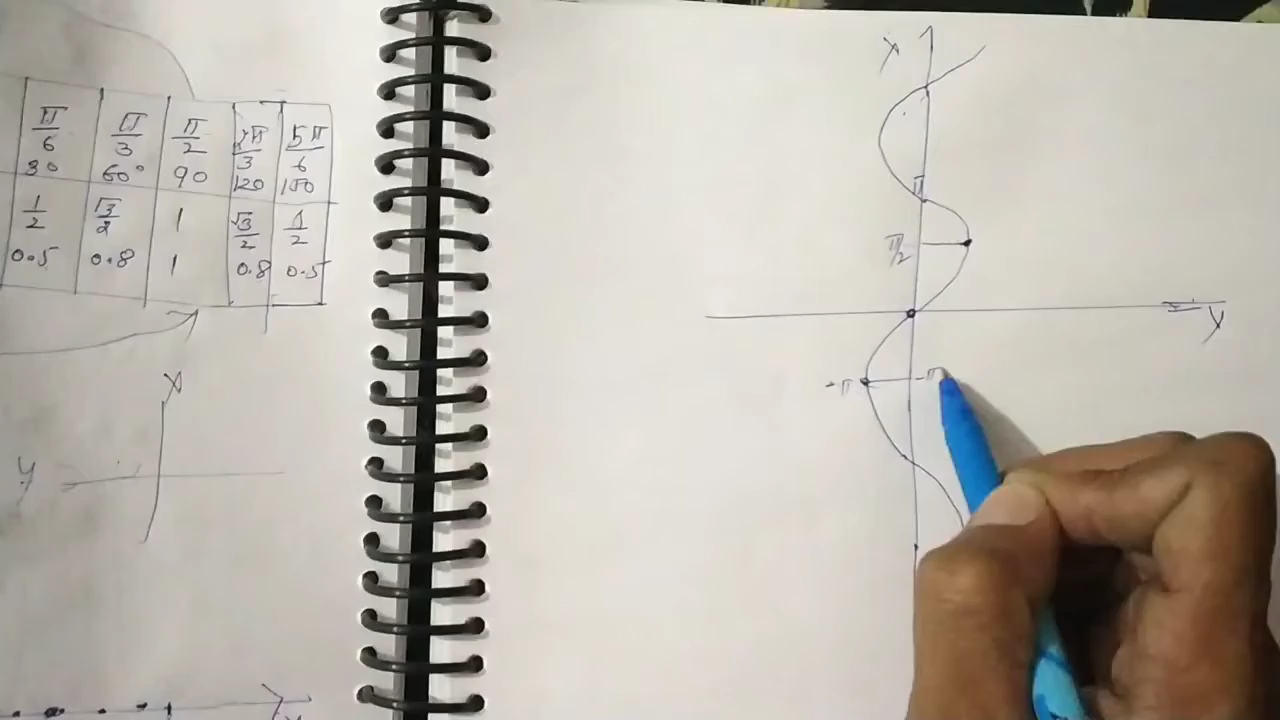 π/6 π/3 π/2 2π/3 5π/6
30 60° 90 120 150
1/2 √3/2 1 √3/2 1/2
0.5 0.8 1 0.8 0.5
X
y
X
π
π/2
y
-π -π